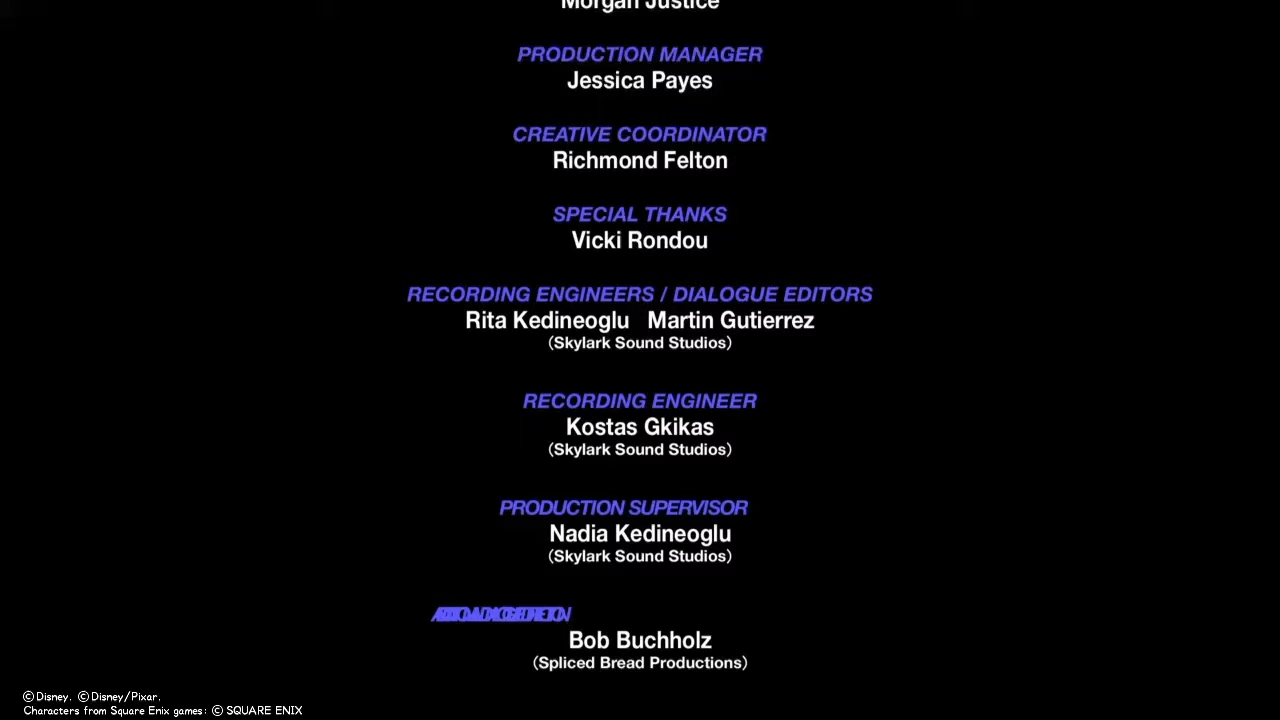 Morgan Justice
PRODUCTION MANAGER
Jessica Payes
CREATIVE COORDINATOR
Richmond Felton
SPECIAL THANKS
Vicki Rondou
RECORDING ENGINEERS / DIALOGUE EDITORS
Rita Kedineoglu Martin Gutierrez
(Skylark Sound Studios)
RECORDING ENGINEER
Kostas Gkikas
(Skylark Sound Studios)
PRODUCTION SUPERVISOR
Nadia Kedineoglu
(Skylark Sound Studios)
Bob Buchholz
(Spliced Bread Productions)
©Disney. ©Disney/Pixar.
Characters from Square Enix games: © SQUARE ENIX